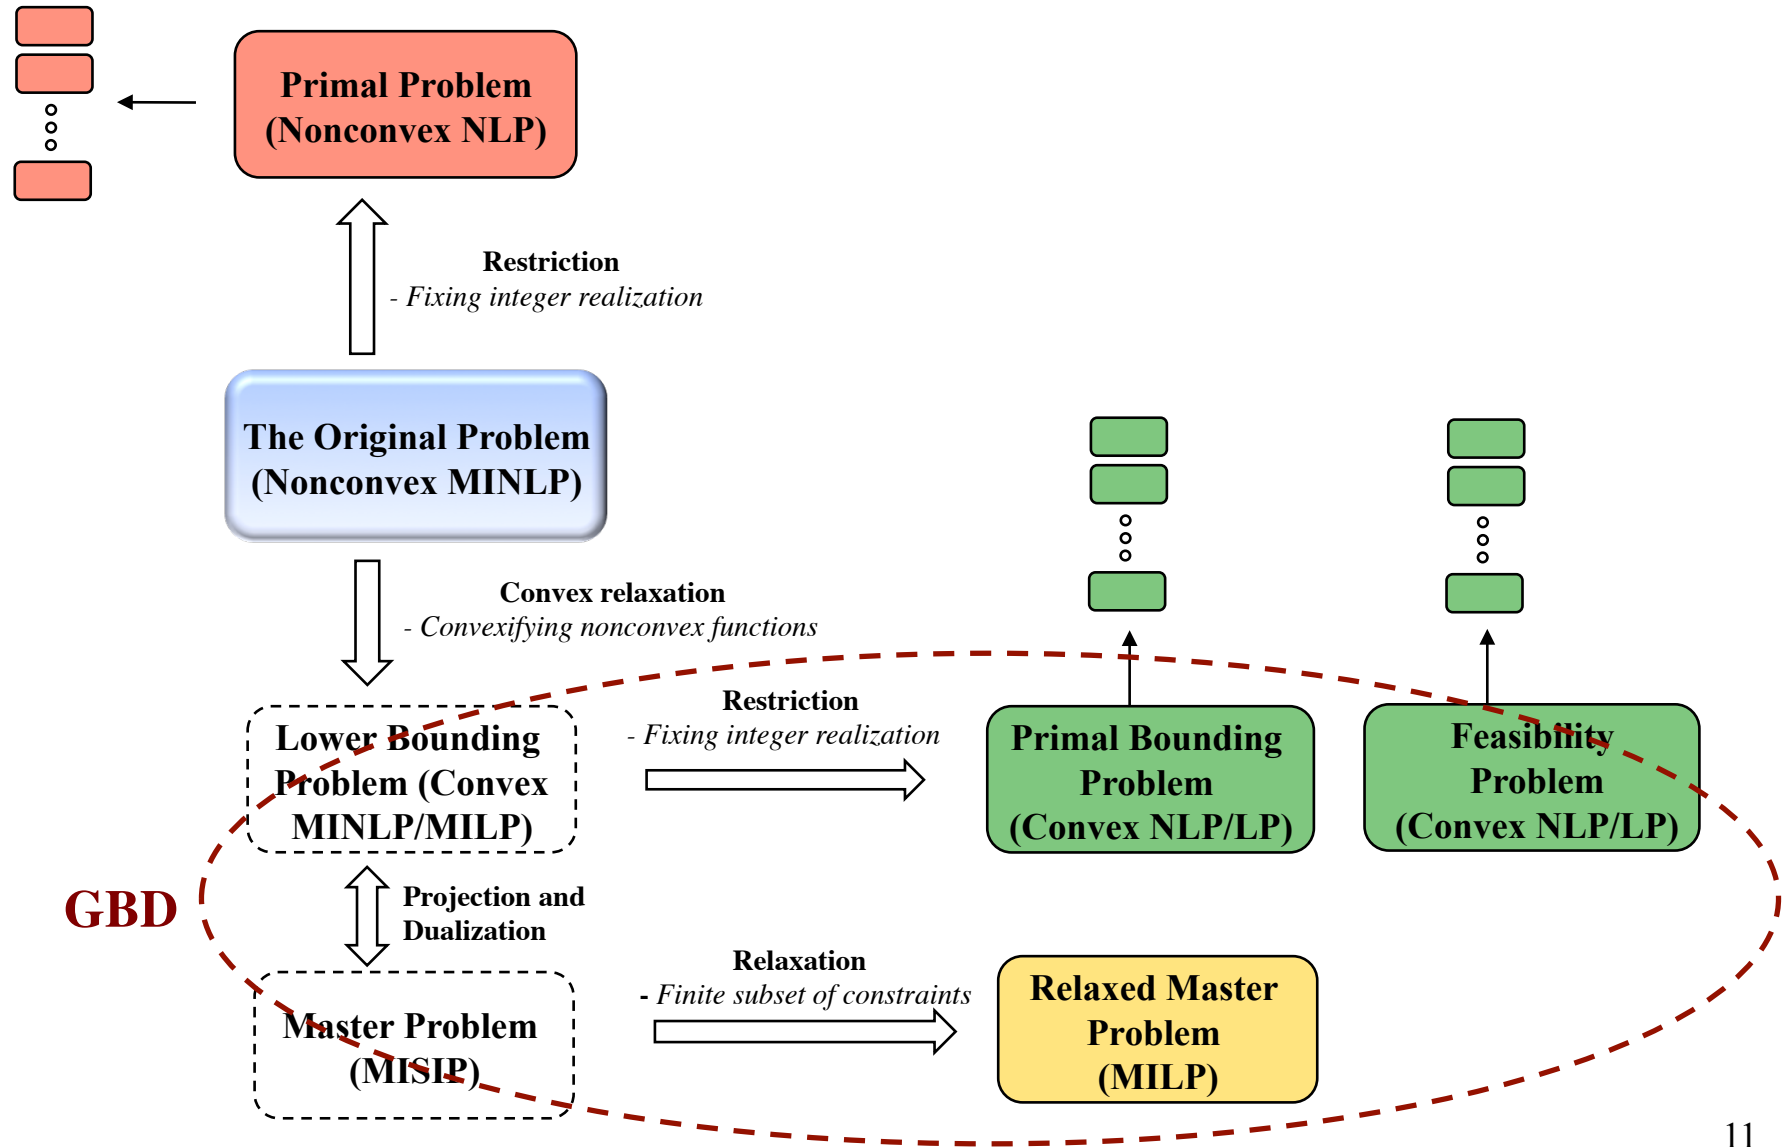 Primal Problem
(Nonconvex NLP)
Restriction
- Fixing integer realization
The Original Problem
(Nonconvex MINLP)
Convex relaxation
- Convexifying nonconvex functions
Lower Bounding
Problem (Convex
MINLP/MILP)
Restriction
- Fixing integer realization
Primal Bounding
Problem
(Convex NLP/LP)
Feasibility
Problem
(Convex NLP/LP)
GBD
Projection and
Dualization
Master Problem
(MISIP)
Relaxation
- Finite subset of constraints
Relaxed Master
Problem
(MILP)
11